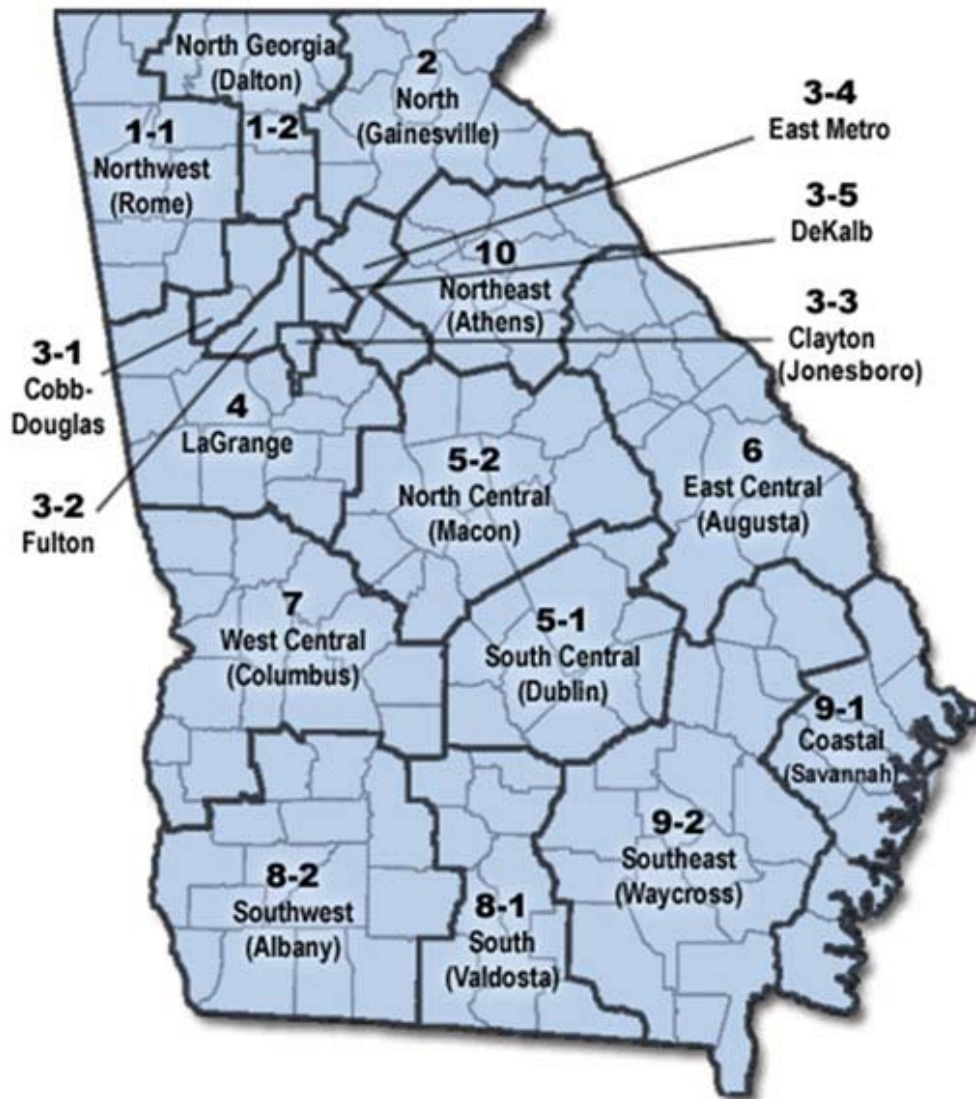 North Georgia
(Dalton)
1-2
2
North
(Gainesville)
3-4
East Metro
1-1
Northwest
(Rome)
3-5
DeKalb
10
Northeast
(Athens)
3-3
Clayton
(Jonesboro)
3-1
Cobb-
Douglas
4
LaGrange
3-2
Fulton
5-2
North Central
(Macon)
6
East Central
(Augusta)
7
West Central
(Columbus)
5-1
South Central
(Dublin)
9-1
Coastal
(Savannah)
9-2
Southeast
(Waycross)
8-2
Southwest
(Albany)
8-1
South
(Valdosta)